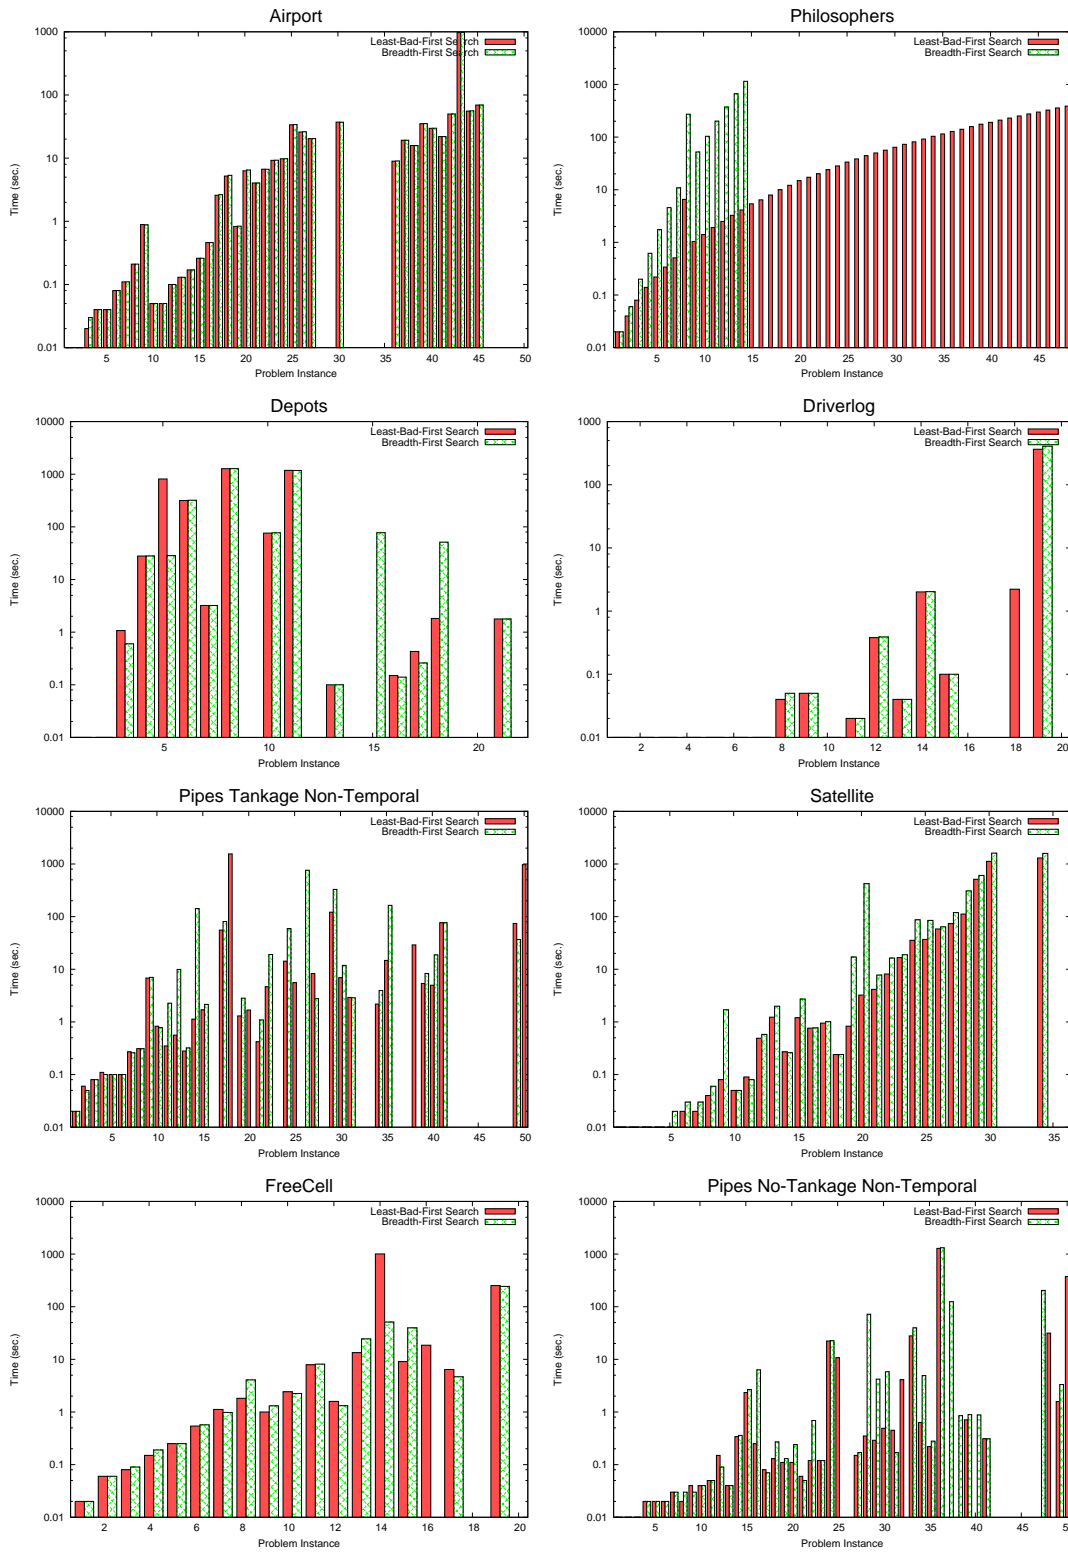 Airport
Least-Bad-First Search
Breadth-First Search
1000
100
10
1
0.1
0.01
Time (sec.)
5 10 15 20 25 30 35 40 45 50
Problem Instance
Philosophers
Least-Bad-First Search
Breadth-First Search
10000
1000
100
10
1
0.1
0.01
Time (sec.)
5 10 15 20 25 30 35 40 45
Problem Instance
Depots
Least-Bad-First Search
Breadth-First Search
10000
1000
100
10
1
0.1
0.01
Time (sec.)
5 10 15 20
Problem Instance
Driverlog
Least-Bad-First Search
Breadth-First Search
1000
100
10
1
0.1
0.01
Time (sec.)
2 4 6 8 10 12 14 16 18 20
Problem Instance
Pipes Tankage Non-Temporal
Least-Bad-First Search
Breadth-First Search
10000
1000
100
10
1
0.1
0.01
Time (sec.)
5 10 15 20 25 30 35 40 45 50
Problem Instance
Satellite
Least-Bad-First Search
Breadth-First Search
10000
1000
100
10
1
0.1
0.01
Time (sec.)
5 10 15 20 25 30 35
Problem Instance
FreeCell
Least-Bad-First Search
Breadth-First Search
10000
1000
100
10
1
0.1
0.01
Time (sec.)
2 4 6 8 10 12 14 16 18 20
Problem Instance
Pipes No-Tankage Non-Temporal
Least-Bad-First Search
Breadth-First Search
10000
1000
100
10
1
0.1
0.01
Time (sec.)
5 10 15 20 25 30 35 40 45
Problem Instance